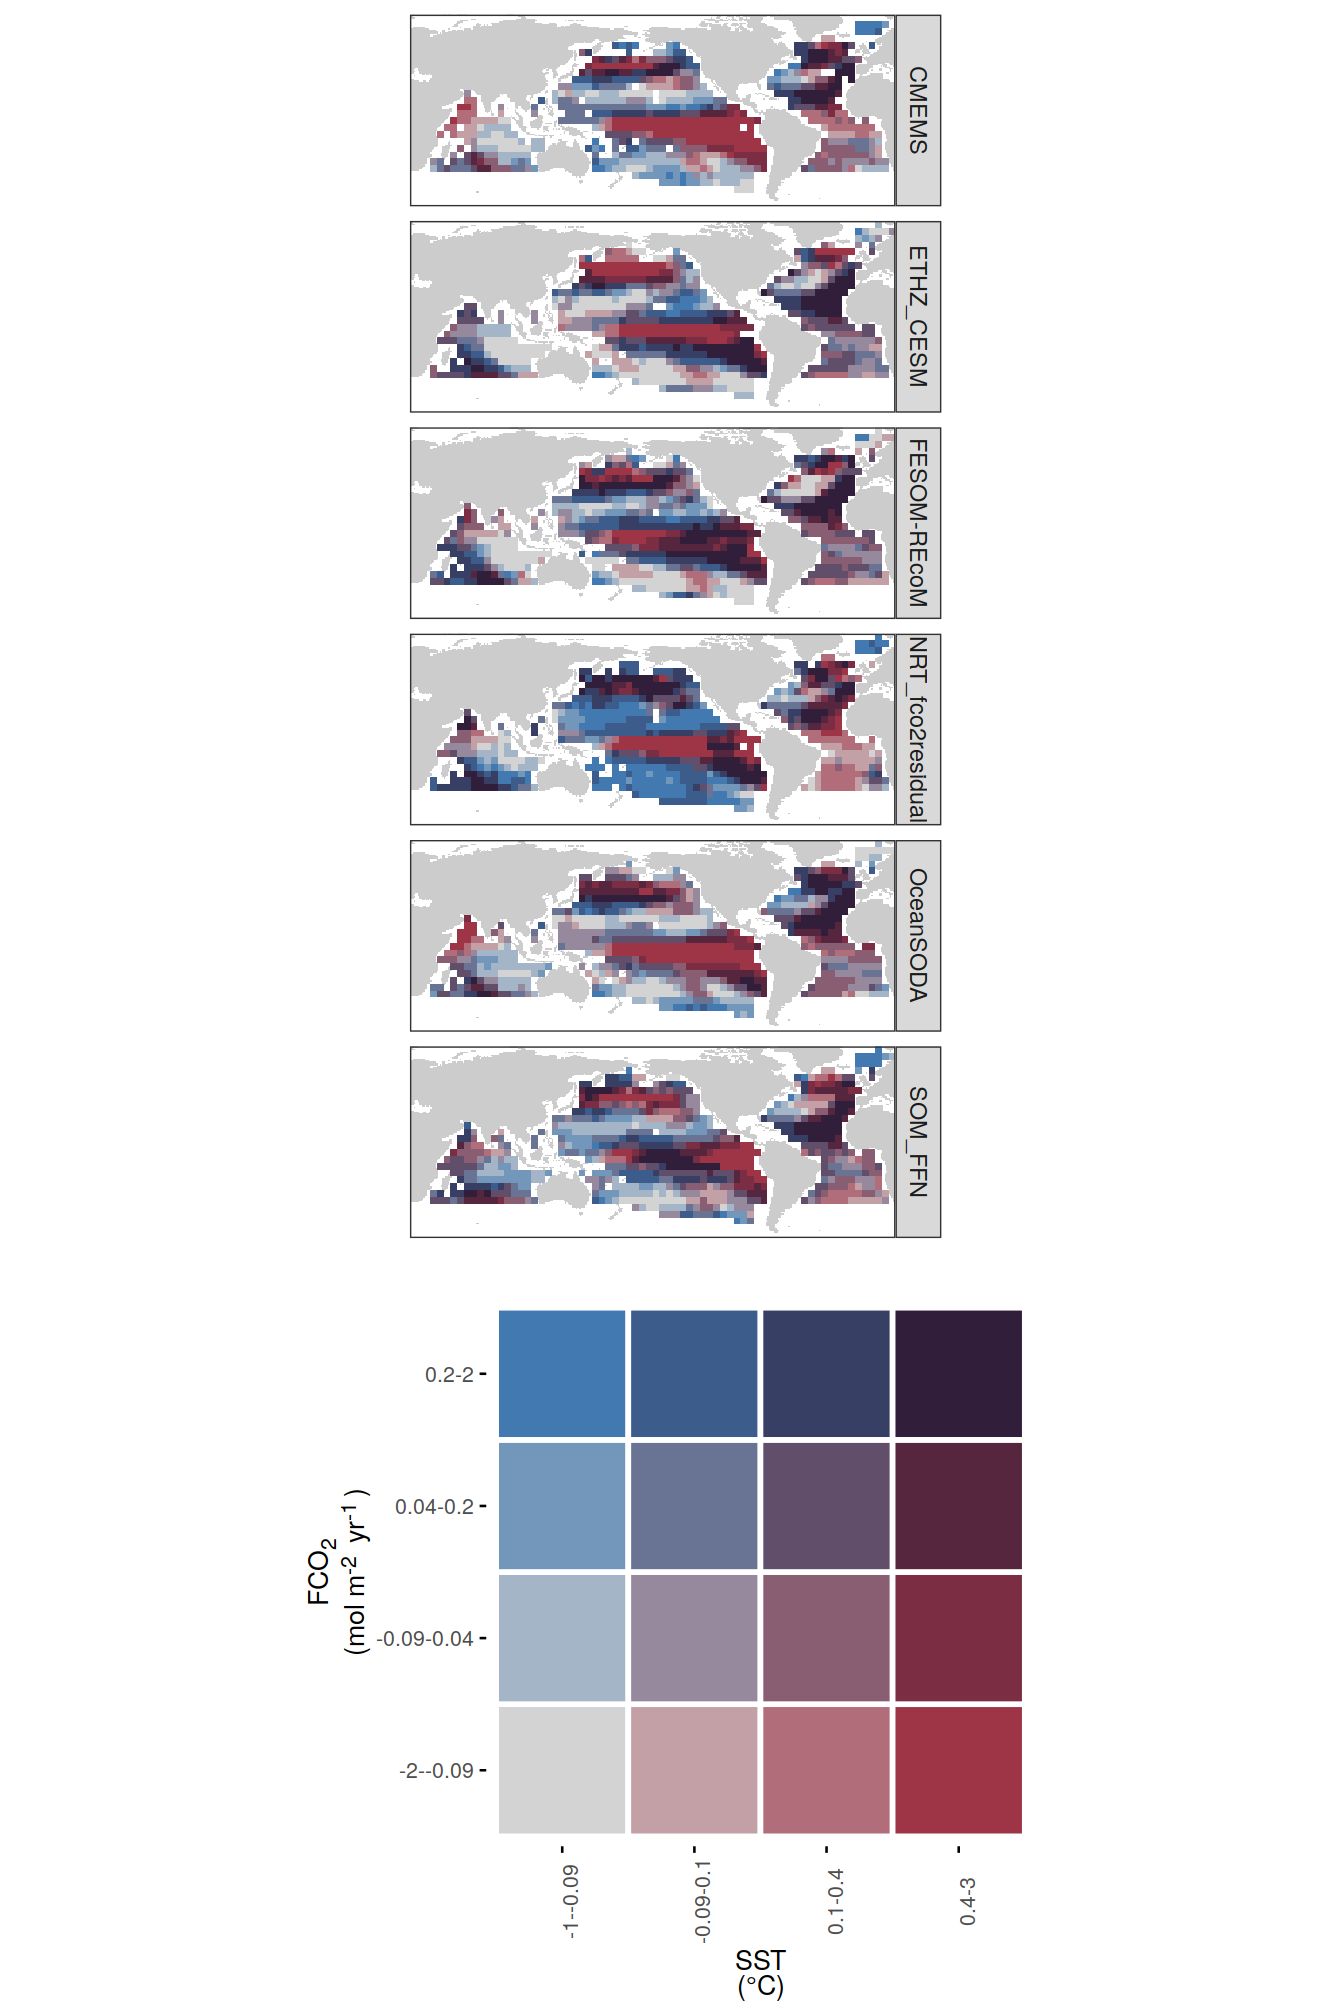 CMEMS
ETHZ_CESM
FESOM-REcoM
NRT_fco2residual
OceanSODA
SOM_FFN
0.2-2
0.04-0.2
-0.09-0.04
-2--0.09
FCO2
(mol m-2 yr-1)
-1--0.09
-0.09-0.1
0.1-0.4
0.4-3
SST
(°C)